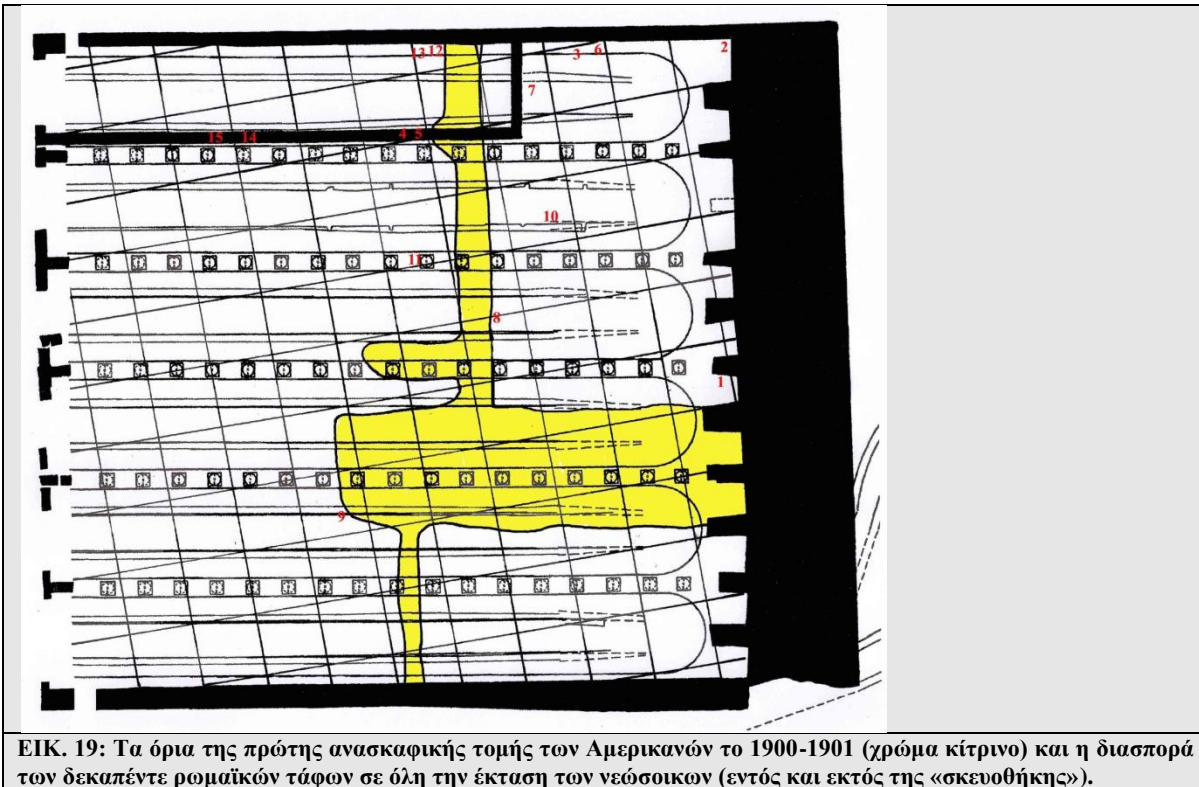 13 12 3 6 2
7
15 14 4 5
10
11
8
1
9
ΕΙΚ. 19: Τα όρια της πρώτης ανασκαφικής τομής των Αμερικανών το 1900-1901 (χρώμα κίτρινο) και η διασπορά
των δεκαπέντε ρωμαϊκών τάφων σε όλη την έκταση των νεώσοικων (εντός και εκτός της «σκευοθήκης»).